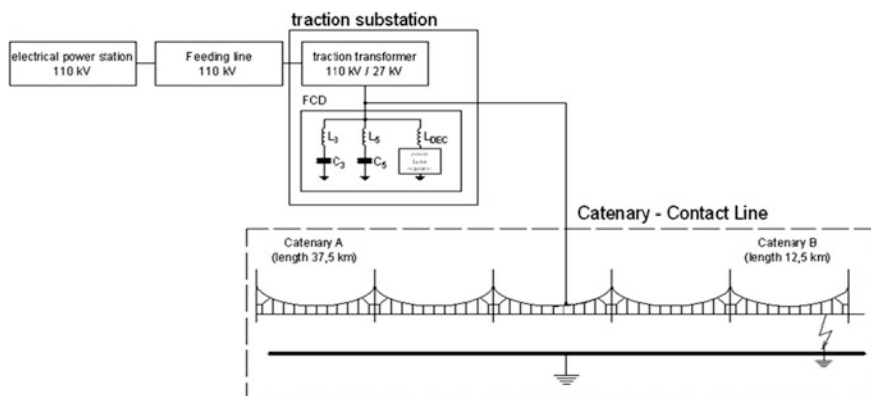 traction substation
electrical power station
110 kV
Feeding line
110 kV
traction transformer
110 kV / 27 kV
FCD
L3
L5
LDEC
C3
C5
Catenary - Contact Line
Catenary A
(length 37,5 km)
Catenary B
(length 12,5 km)